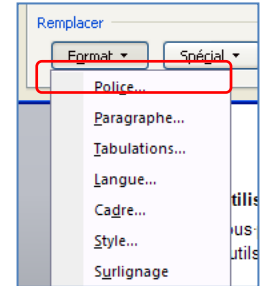 Remplacer
Format Spécial
Police...
Paragraphe...
Tabulations...
Langue...
Cadre...
Style...
Surlignage